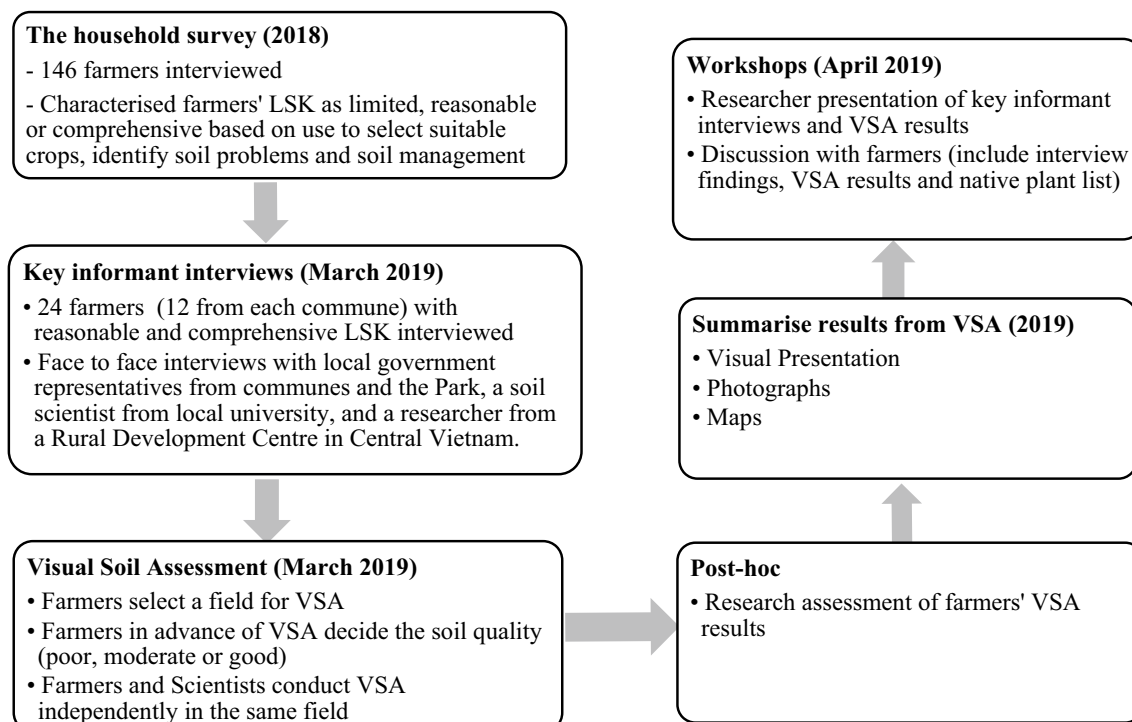 The household survey (2018)
- 146 farmers interviewed
- Characterised farmers' LSK as limited, reasonable
or comprehensive based on use to select suitable
crops, identify soil problems and soil management
Key informant interviews (March 2019)
• 24 farmers (12 from each commune) with
reasonable and comprehensive LSK interviewed
• Face to face interviews with local government
representatives from communes and the Park, a soil
scientist from local university, and a researcher from
a Rural Development Centre in Central Vietnam.
Visual Soil Assessment (March 2019)
• Farmers select a field for VSA
• Farmers in advance of VSA decide the soil quality
(poor, moderate or good)
• Farmers and Scientists conduct VSA
independently in the same field
Post-hoc
• Research assessment of farmers' VSA
results
Summarise results from VSA (2019)
• Visual Presentation
• Photographs
• Maps
Workshops (April 2019)
• Researcher presentation of key informant
interviews and VSA results
• Discussion with farmers (include interview
findings, VSA results and native plant list)